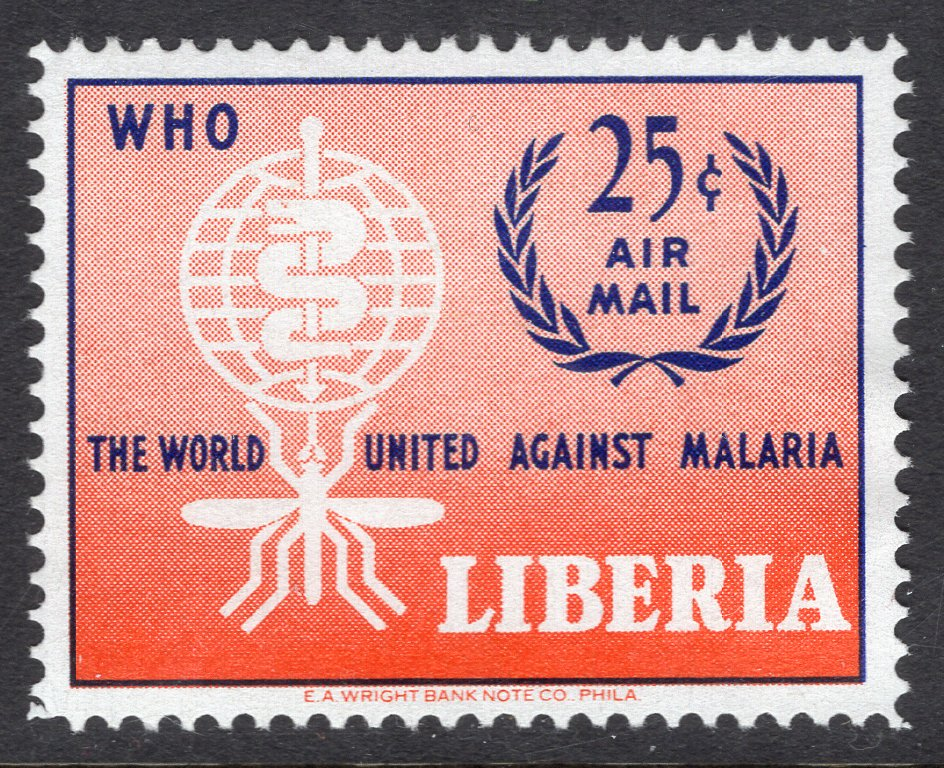 WHO
25¢
AIR
MAIL
THE WORLD UNITED AGAINST MALARIA
LIBERIA
E.A. WRIGHT BANK NOTE CO. PHILA.